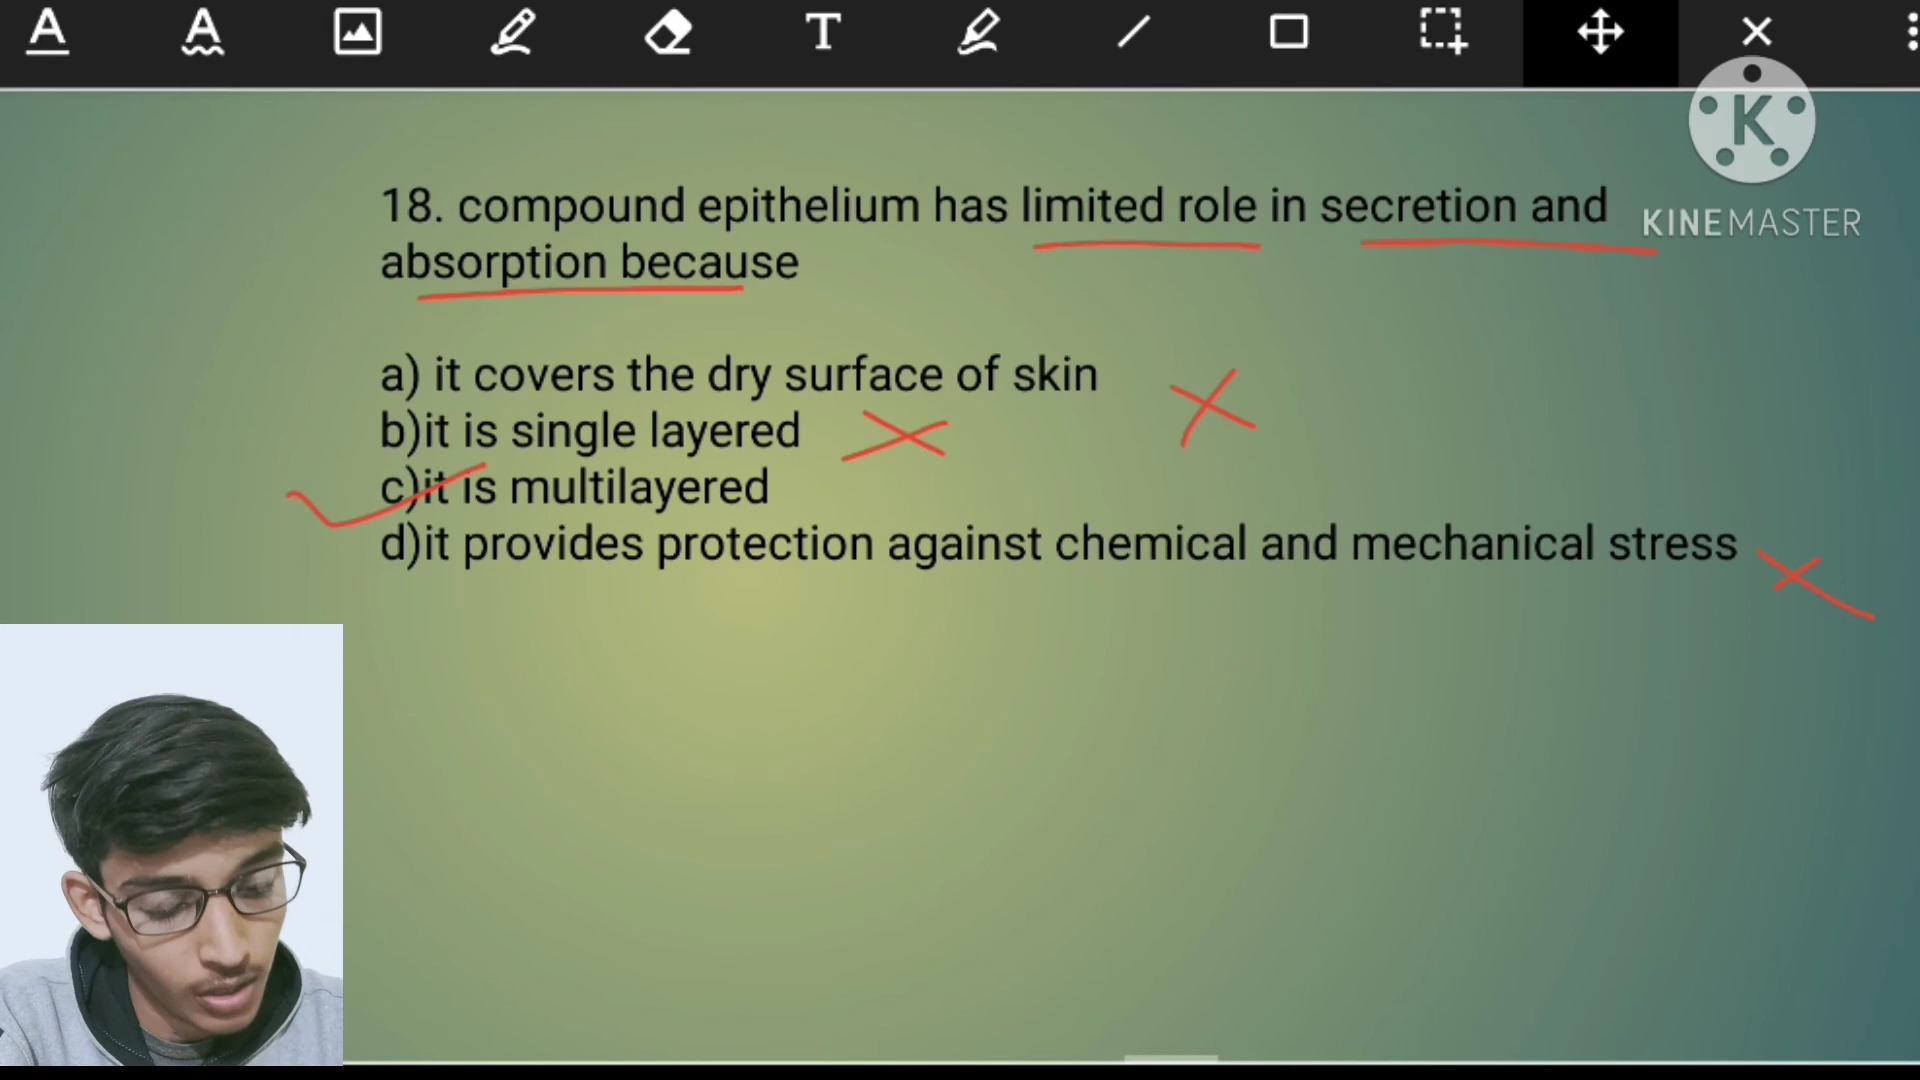 A A T
K
KINEMASTER
18. compound epithelium has limited role in secretion and
absorption because
a) it covers the dry surface of skin
b)it is single layered
c)it is multilayered
d)it provides protection against chemical and mechanical stress